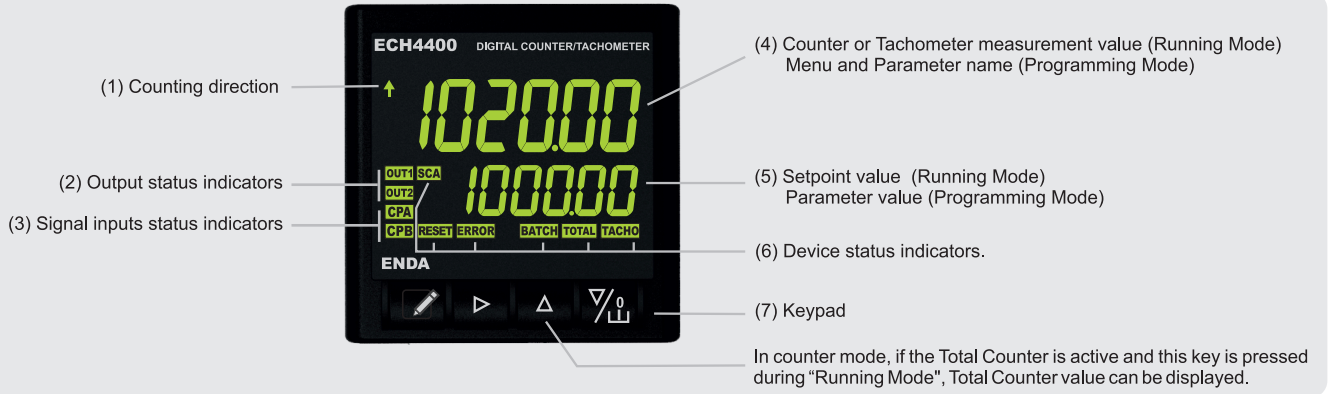 ECH4400 DIGITAL COUNTER/TACHOMETER
1020.00
1000.00
OUT1 SCA
OUT2
CPA
CPB RESET ERROR BATCH TOTAL TACHO
ENDA
0
(1) Counting direction
(2) Output status indicators
(3) Signal inputs status indicators
(4) Counter or Tachometer measurement value (Running Mode)
Menu and Parameter name (Programming Mode)
(5) Setpoint value (Running Mode)
Parameter value (Programming Mode)
(6) Device status indicators.
(7) Keypad
In counter mode, if the Total Counter is active and this key is pressed
during “Running Mode", Total Counter value can be displayed.